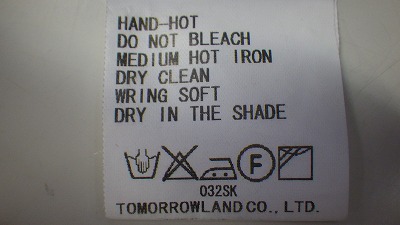 HAND-HOT
DO NOT BLEACH
MEDIUM HOT IRON
DRY CLEAN
WRING SOFT
DRY IN THE SHADE
F
032SK
TOMORROWLAND CO., LTD.